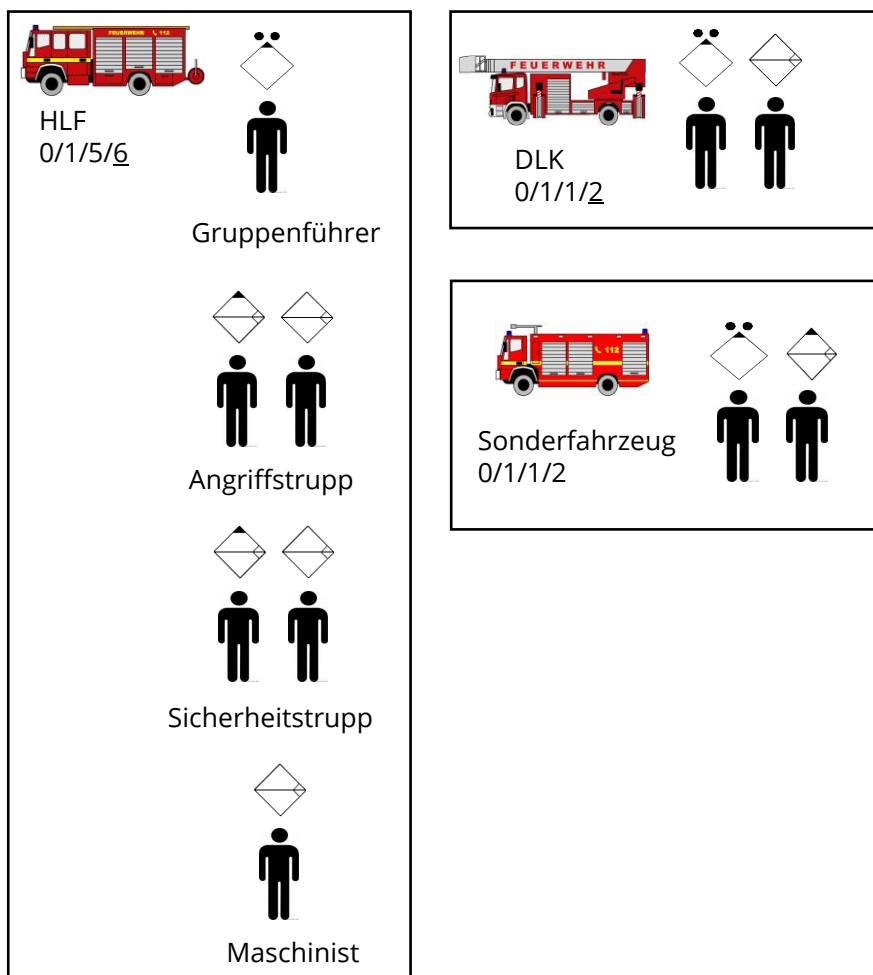 FEUERWEHR 112
HLF
0/1/5/6
Gruppenführer
Angriffstrupp
Sicherheitstrupp
Maschinist
FEUERWEHR
DLK
0/1/1/2
112
Sonderfahrzeug
0/1/1/2